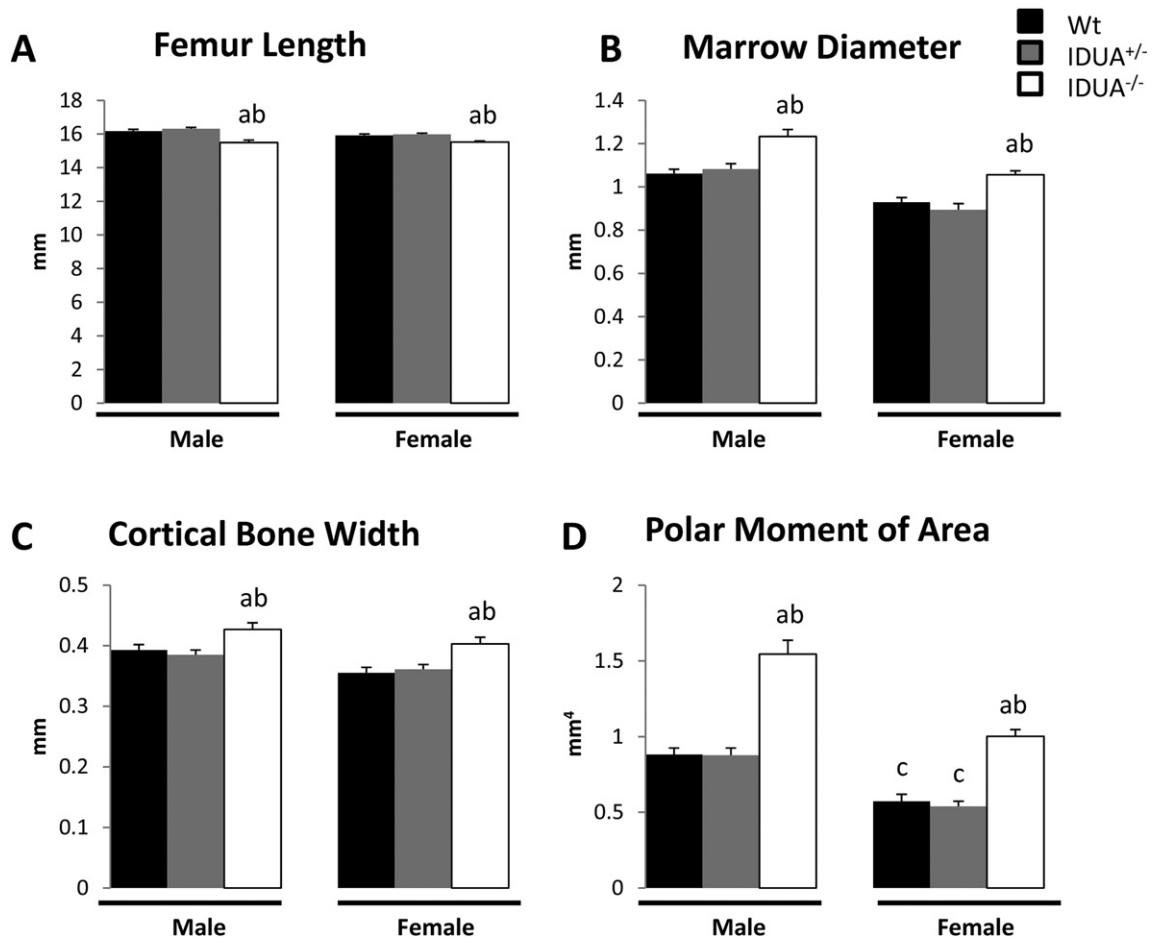 Wt
IDUA+/-
IDUA-/-
A Femur Length
18
16
14
12
10
8
6
4
2
0
mm
ab
ab
Male Female
B Marrow Diameter
1.4
1.2
1
0.8
0.6
0.4
0.2
0
mm
ab
ab
Male Female
C Cortical Bone Width
0.5
0.4
0.3
0.2
0.1
0
mm
ab
ab
Male Female
D Polar Moment of Area
2
1.5
1
0.5
0
mm⁴
ab
c c ab
Male Female